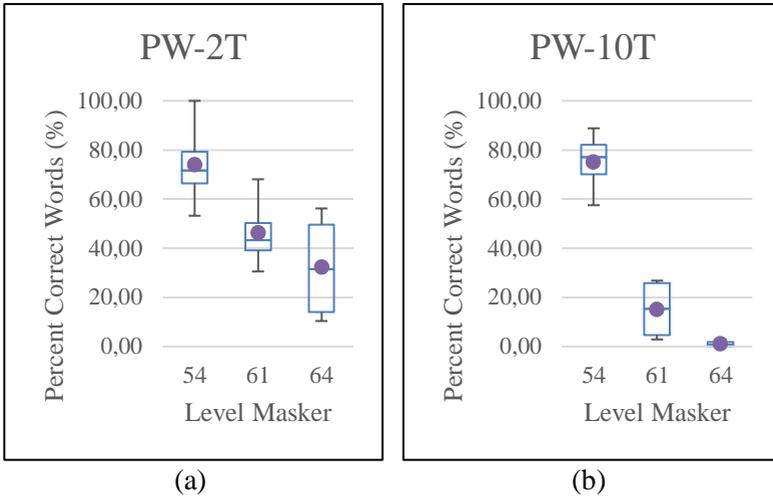 PW-2T
Percent Correct Words (%)
100,00
80,00
60,00
40,00
20,00
0,00
54 61 64
Level Masker
(a)
PW-10T
Percent Correct Words (%)
100,00
80,00
60,00
40,00
20,00
0,00
54 61 64
Level Masker
(b)